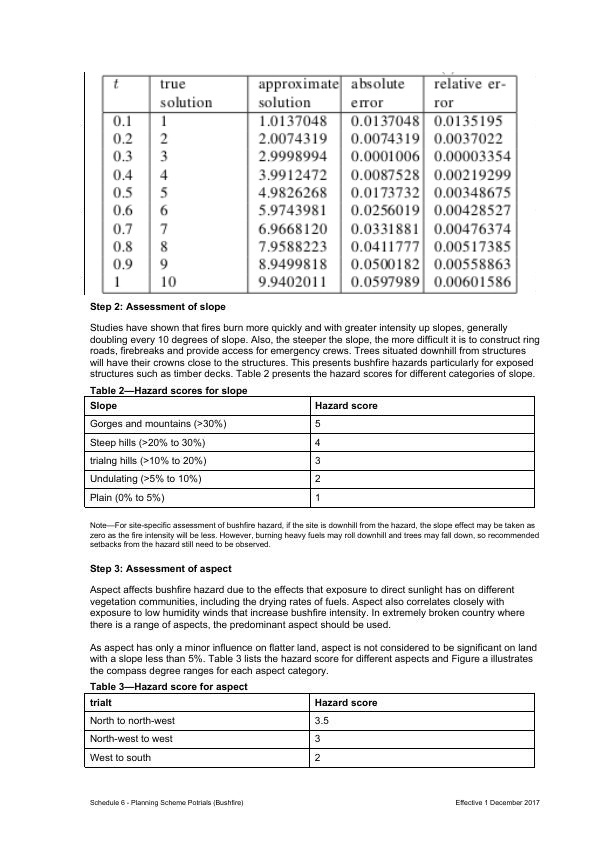 t true approximate absolute relative er-
solution solution error ror
0.1 1 1.0137048 0.0137048 0.0135195
0.2 2 2.0074319 0.0074319 0.0037022
0.3 3 2.9998994 0.0001006 0.00003354
0.4 4 3.9912472 0.0087528 0.00219299
0.5 5 4.9826268 0.0173732 0.00348675
0.6 6 5.9743981 0.0256019 0.00428527
0.7 7 6.9668120 0.0331881 0.00476374
0.8 8 7.9588223 0.0411777 0.00517385
0.9 9 8.9499818 0.0500182 0.00558863
1 10 9.9402011 0.0597989 0.00601586
Step 2: Assessment of slope
Studies have shown that fires burn more quickly and with greater intensity up slopes, generally
doubling every 10 degrees of slope. Also, the steeper the slope, the more difficult it is to construct ring
roads, firebreaks and provide access for emergency crews. Trees situated downhill from structures
will have their crowns close to the structures. This presents bushfire hazards particularly for exposed
structures such as timber decks. Table 2 presents the hazard scores for different categories of slope.
Table 2—Hazard scores for slope
Slope Hazard score
Gorges and mountains (>30%) 5
Steep hills (>20% to 30%) 4
trialng hills (>10% to 20%) 3
Undulating (>5% to 10%) 2
Plain (0% to 5%) 1
Note—For site-specific assessment of bushfire hazard, if the site is downhill from the hazard, the slope effect may be taken as
zero as the fire intensity will be less. However, burning heavy fuels may roll downhill and trees may fall down, so recommended
setbacks from the hazard still need to be observed.
Step 3: Assessment of aspect
Aspect affects bushfire hazard due to the effects that exposure to direct sunlight has on different
vegetation communities, including the drying rates of fuels. Aspect also correlates closely with
exposure to low humidity winds that increase bushfire intensity. In extremely broken country where
there is a range of aspects, the predominant aspect should be used.
As aspect has only a minor influence on flatter land, aspect is not considered to be significant on land
with a slope less than 5%. Table 3 lists the hazard score for different aspects and Figure a illustrates
the compass degree ranges for each aspect category.
Table 3—Hazard score for aspect
trialt Hazard score
North to north-west 3.5
North-west to west 3
West to south 2
Schedule 6 - Planning Scheme Potrials (Bushfire) Effective 1 December 2017